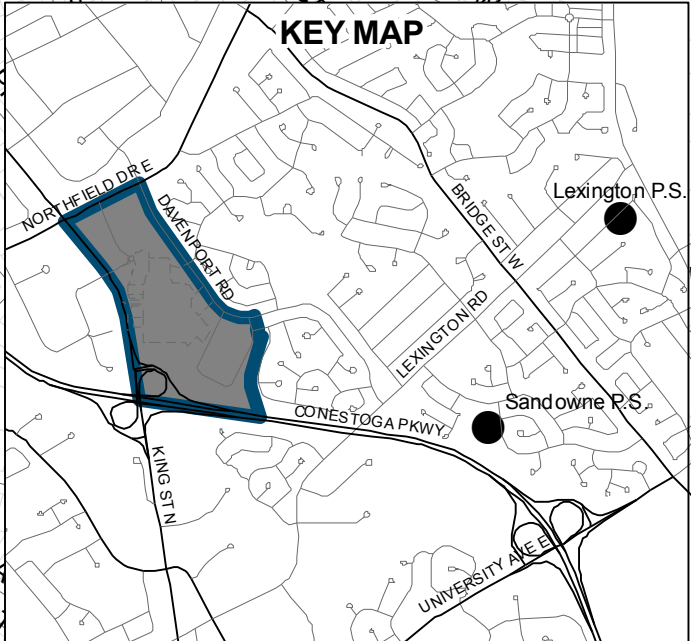 KEY MAP
NORTHFIELD DR E
DAVENPORT RD
BRIDGE ST W
Lexington P.S.
LEXINGTON RD
Sandowne P.S.
CONESTOGA PKWY
KING ST N
UNIVERSITY AVE E